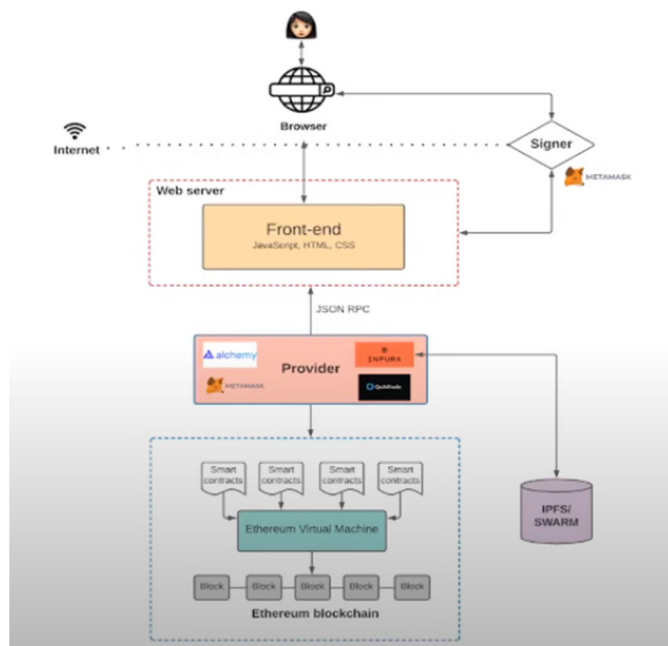 Browser
Internet
Signer
METAMASK
Web server
Front-end
JavaScript, HTML, CSS
JSON RPC
alchemy
Provider
INFURA
METAMASK
QuickNode
Smart contracts
Smart contracts
Smart contracts
Smart contracts
IPFS/
SWARM
Ethereum Virtual Machine
Block
Block
Block
Block
Block
Ethereum blockchain